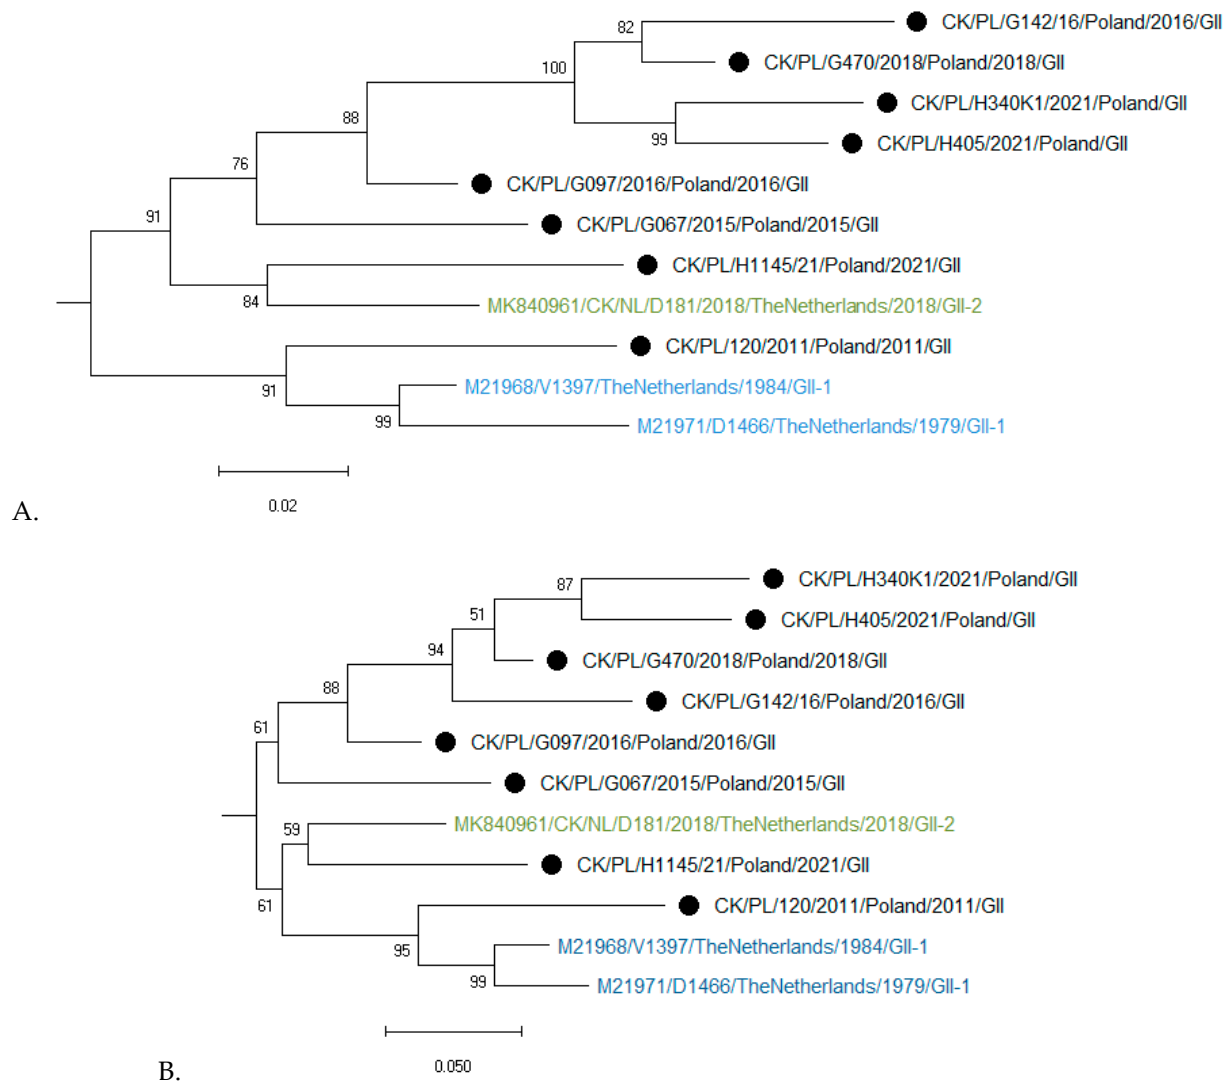 82
CK/PL/G142/16/Poland/2016/GII
CK/PL/G470/2018/Poland/2018/GII
100
CK/PL/H340K1/2021/Poland/GII
88
99
CK/PL/H405/2021/Poland/GII
76
CK/PL/G097/2016/Poland/2016/GII
91
CK/PL/G067/2015/Poland/2015/GII
CK/PL/H1145/21/Poland/2021/GII
84
MK840961/CK/NL/D181/2018/TheNetherlands/2018/GII-2
CK/PL/120/2011/Poland/2011/GII
91
M21968/V1397/TheNetherlands/1984/GII-1
99
M21971/D1466/TheNetherlands/1979/GII-1
0.02
A.
87
CK/PL/H340K1/2021/Poland/GII
51
CK/PL/H405/2021/Poland/GII
94
CK/PL/G470/2018/Poland/2018/GII
88
CK/PL/G142/16/Poland/2016/GII
61
CK/PL/G097/2016/Poland/2016/GII
CK/PL/G067/2015/Poland/2015/GII
59
MK840961/CK/NL/D181/2018/TheNetherlands/2018/GII-2
CK/PL/H1145/21/Poland/2021/GII
61
CK/PL/120/2011/Poland/2011/GII
95
M21968/V1397/TheNetherlands/1984/GII-1
99
M21971/D1466/TheNetherlands/1979/GII-1
0.050
B.